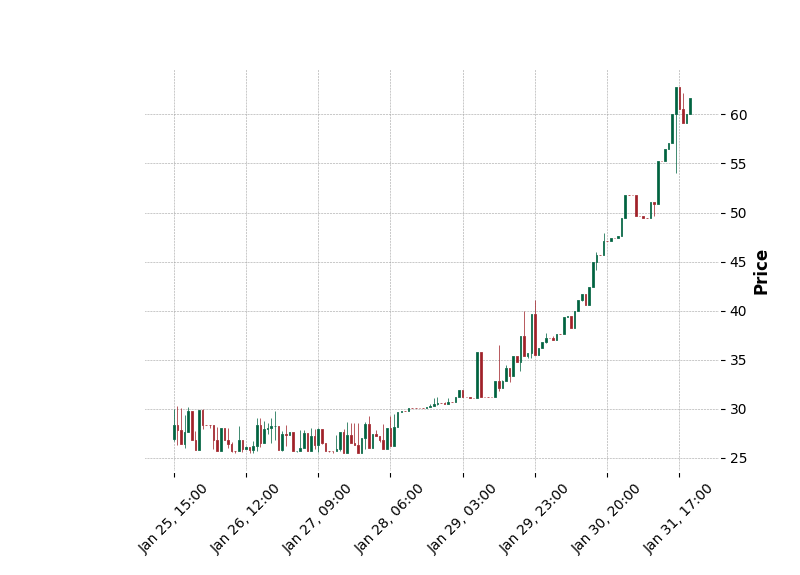 60
55
50
45
40
35
30
25
Price
Jan 25, 15:00
Jan 26, 12:00
Jan 27, 09:00
Jan 28, 06:00
Jan 29, 03:00
Jan 29, 23:00
Jan 30, 20:00
Jan 31, 17:00